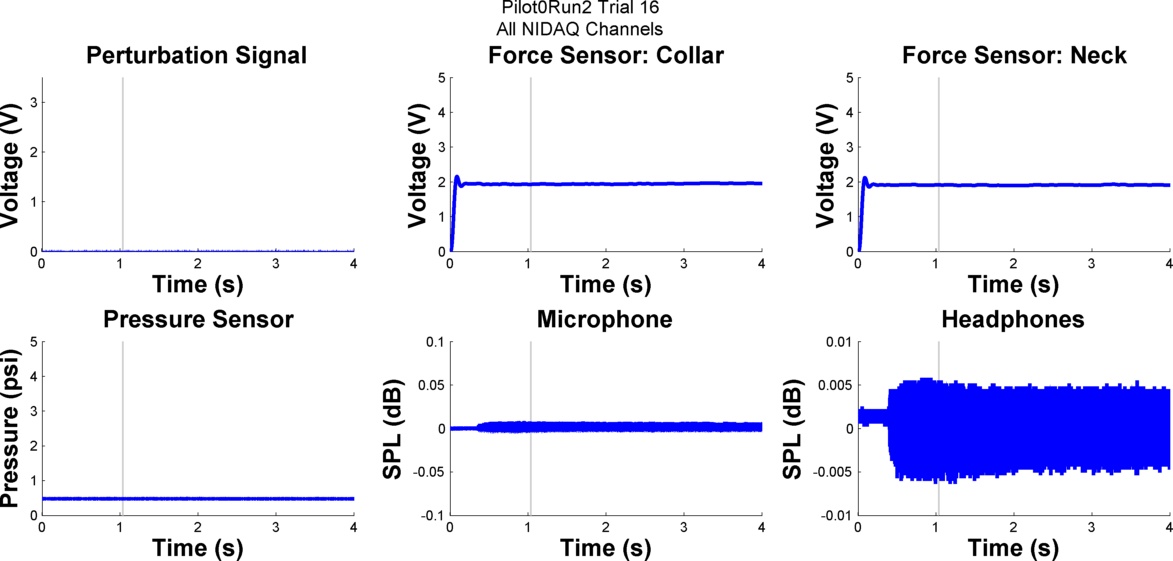 Pilot0Run2 Trial 16
All NIDAQ Channels
Perturbation Signal
Force Sensor: Collar
Force Sensor: Neck
Voltage (V)
3
2
1
0
0 1 2 3 4
Time (s)
Voltage (V)
5
4
3
2
1
0
0 1 2 3 4
Time (s)
Voltage (V)
5
4
3
2
1
0
0 1 2 3 4
Time (s)
Pressure Sensor
Microphone
Headphones
Pressure (psi)
5
4
3
2
1
0
0 1 2 3 4
Time (s)
SPL (dB)
0.1
0.05
0
-0.05
-0.1
0 1 2 3 4
Time (s)
SPL (dB)
0.01
0.005
0
-0.005
-0.01
0 1 2 3 4
Time (s)